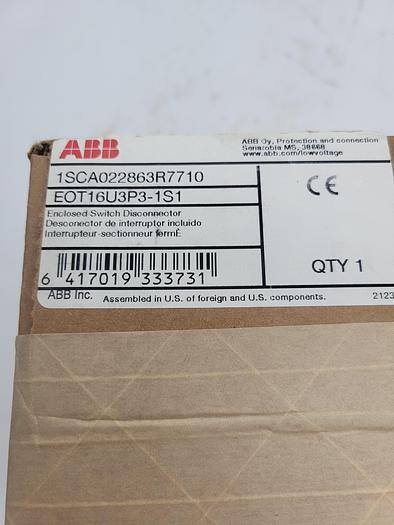 ABB
ABB Oy, Protection and connection
Senatobia MS, 38668
www.abb.com/lowvoltage
1SCA022863R7710
EOT16U3P3-1S1
Enclosed Switch Disconnector
Desconector de interruptor incluido
Interrupteur-sectionneur fermÈ
CE
6 417019 333731
QTY 1
ABB Inc.
Assembled in U.S. of foreign and U.S. components.
2123